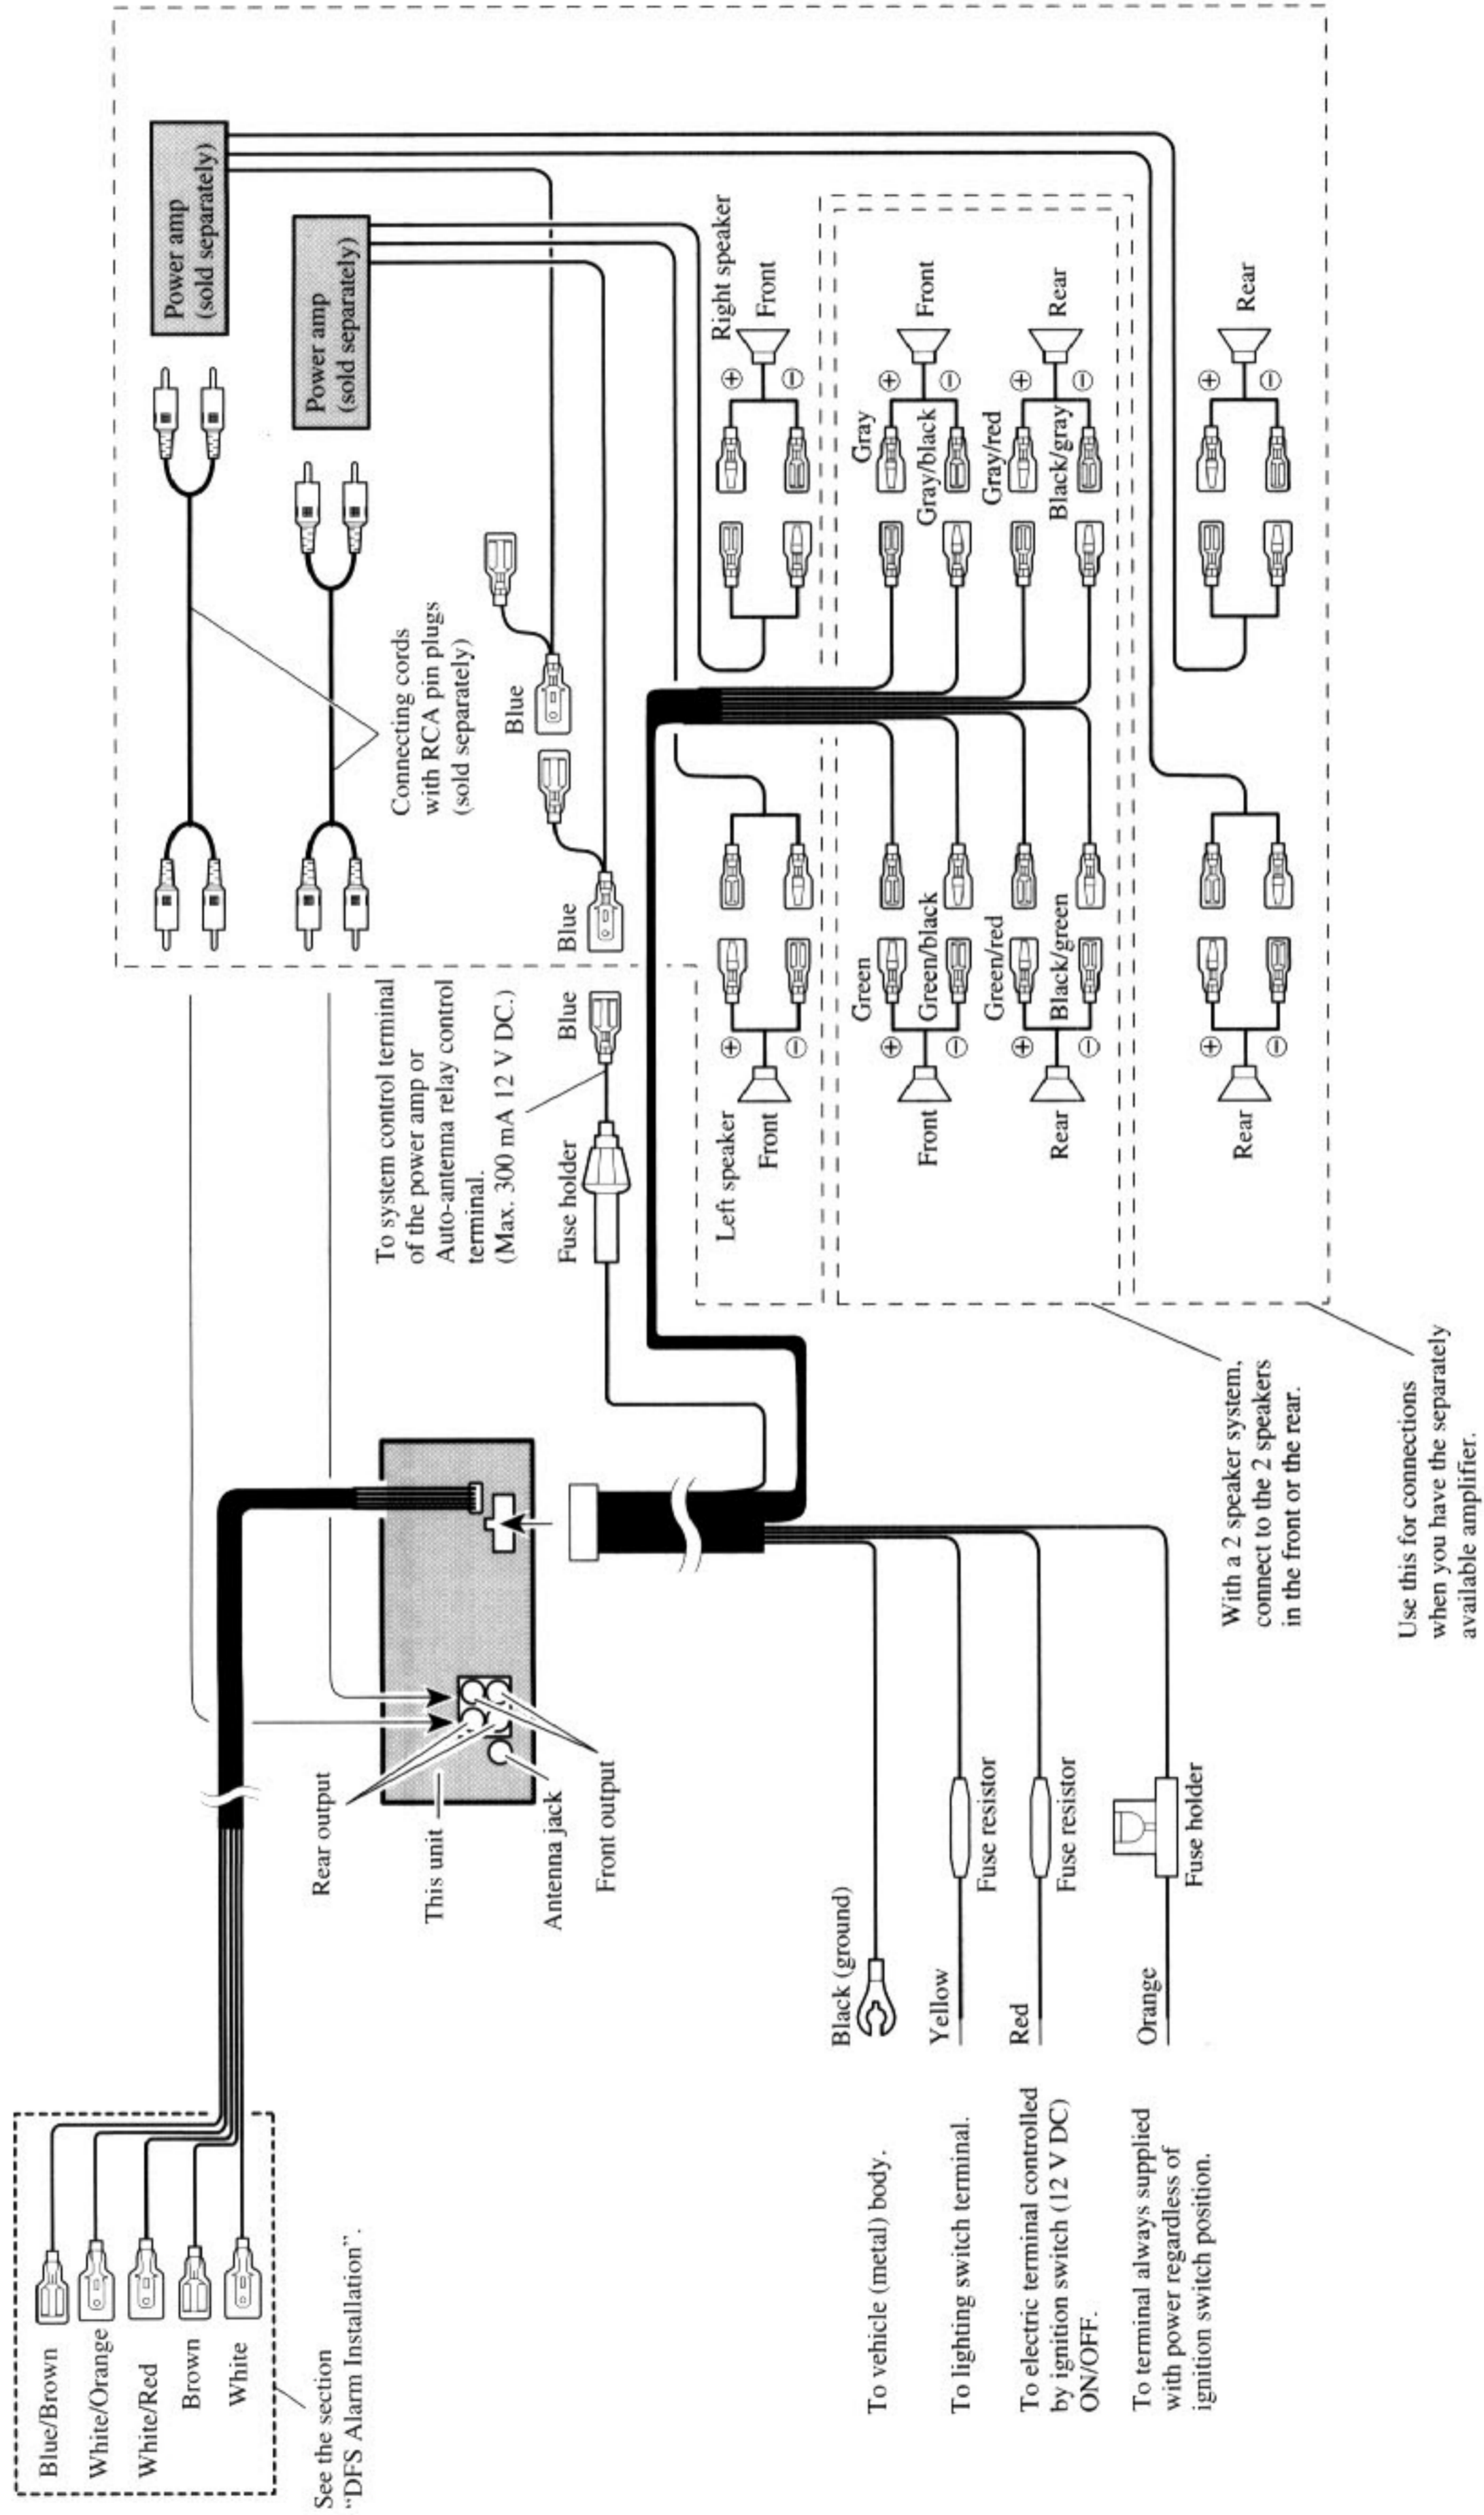 Blue/Brown
White/Orange
White/Red
Brown
White
See the section
“DFS Alarm Installation”.
Rear output
This unit
Antenna jack
Front output
Power amp
(sold separately)
Power amp
(sold separately)
Connecting cords
with RCA pin plugs
(sold separately)
Blue
Blue
Blue
To system control terminal
of the power amp or
Auto-antenna relay control
terminal.
(Max. 300 mA 12 V DC.)
Fuse holder
Left speaker
Front
⊕
⊖
Right speaker
Front
⊕
⊖
Green
Green/black
Front
⊕
⊖
Gray
Gray/black
Front
⊕
⊖
Green/red
Black/green
Rear
⊕
⊖
Gray/red
Black/gray
Rear
⊕
⊖
Rear
⊕
⊖
Rear
⊕
⊖
Black (ground)
To vehicle (metal) body.
Yellow
Fuse resistor
To lighting switch terminal.
Red
Fuse resistor
To electric terminal controlled
by ignition switch (12 V DC)
ON/OFF.
Orange
Fuse holder
To terminal always supplied
with power regardless of
ignition switch position.
With a 2 speaker system,
connect to the 2 speakers
in the front or the rear.
Use this for connections
when you have the separately
available amplifier.